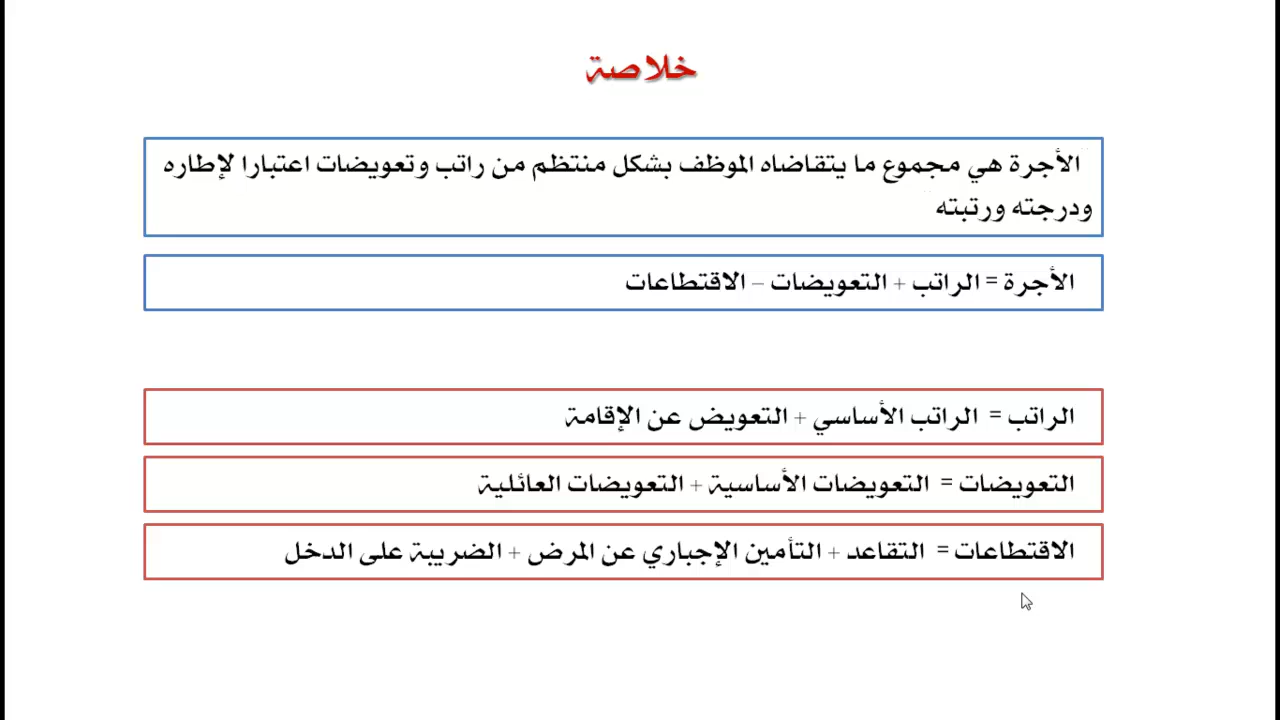 خلاصة
"الأجرة هي مجموع ما يتقاضاه الموظف بشكل منتظم من راتب وتعويضات اعتبارا لإطاره
ودرجته ورتبته"
الأجرة = الراتب + التعويضات – الاقتطاعات
الراتب = الراتب الأساسي + التعويض عن الإقامة
التعويضات = التعويضات الأساسية + التعويضات العائلية
الاقتطاعات = التقاعد + التأمين الإجباري عن المرض + الضريبة على الدخل